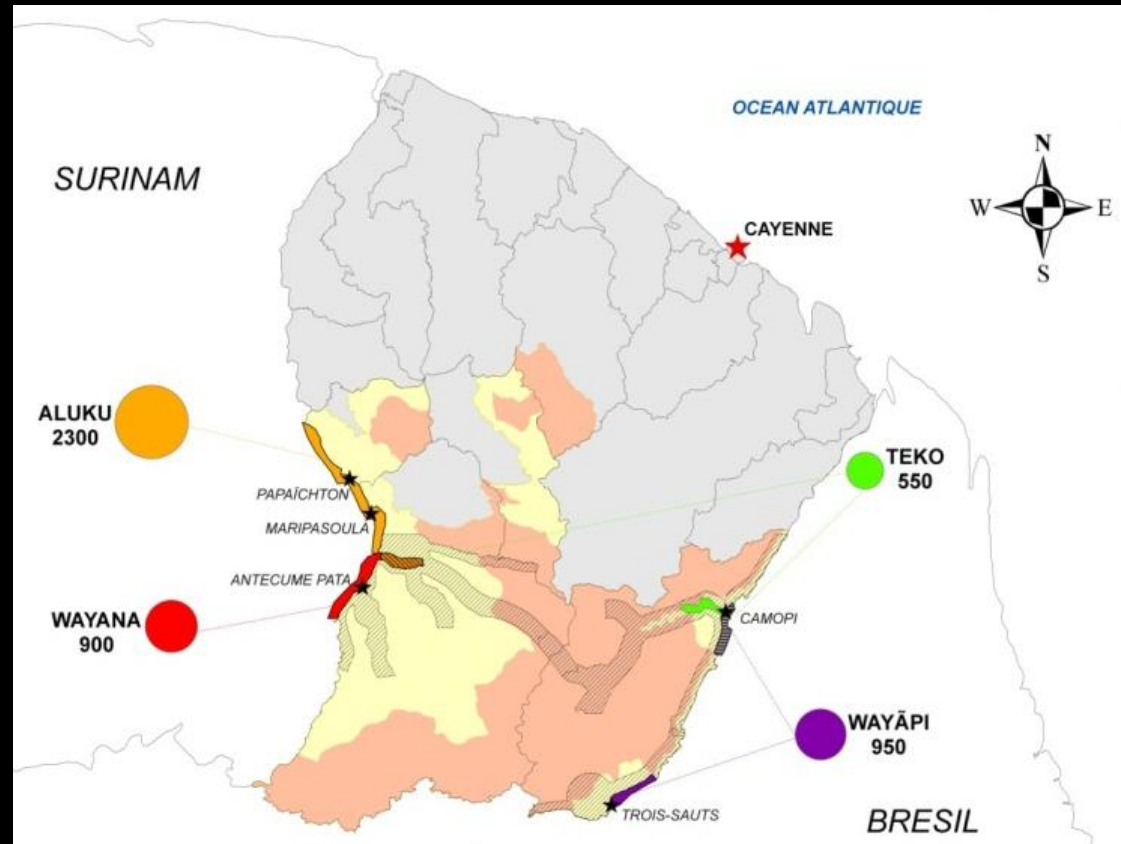 OCEAN ATLANTIQUE
SURINAM
N
W
E
S
CAYENNE
ALUKU
2300
PAPAÏCHTON
MARIPASOULA
ANTECUME PATA
WAYANA
900
TEKO
550
CAMOPI
WAYÃPI
950
TROIS-SAUTS
BRESIL